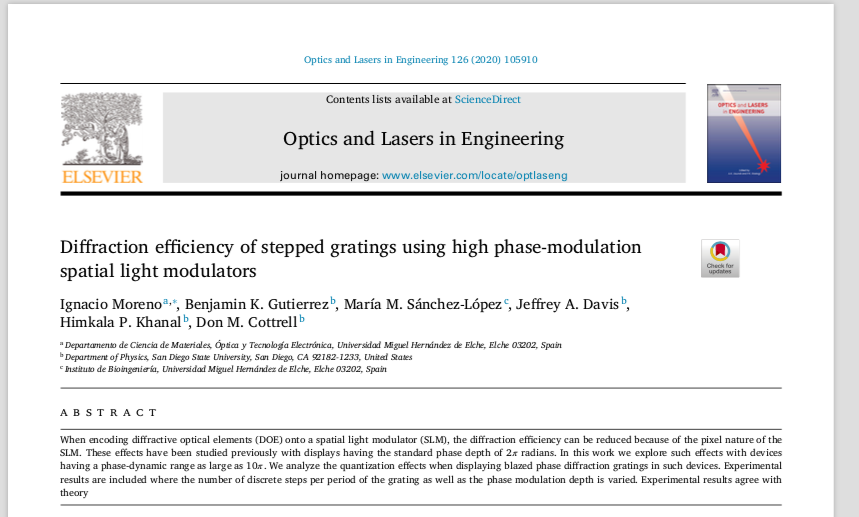 Optics and Lasers in Engineering 126 (2020) 105910
Contents lists available at ScienceDirect
Optics and Lasers in Engineering
journal homepage: www.elsevier.com/locate/optlaseng
ELSEVIER
OPTICS and LASERS
in ENGINEERING
Diffraction efficiency of stepped gratings using high phase-modulation
spatial light modulators
Check for
updates
Ignacio Moreno a,*, Benjamin K. Gutierrez b, María M. Sánchez-López c, Jeffrey A. Davis b,
Himkala P. Khanal b, Don M. Cottrell b
a Departamento de Ciencia de Materiales, Óptica y Tecnología Electrónica, Universidad Miguel Hernández de Elche, Elche 03202, Spain
b Department of Physics, San Diego State University, San Diego, CA 92182-1233, United States
c Instituto de Bioingeniería, Universidad Miguel Hernández de Elche, Elche 03202, Spain
ABSTRACT
When encoding diffractive optical elements (DOE) onto a spatial light modulator (SLM), the diffraction efficiency can be reduced because of the pixel nature of the
SLM. These effects have been studied previously with displays having the standard phase depth of 2π radians. In this work we explore such effects with devices
having a phase-dynamic range as large as 10π. We analyze the quantization effects when displaying blazed phase diffraction gratings in such devices. Experimental
results are included where the number of discrete steps per period of the grating as well as the phase modulation depth is varied. Experimental results agree with
theory